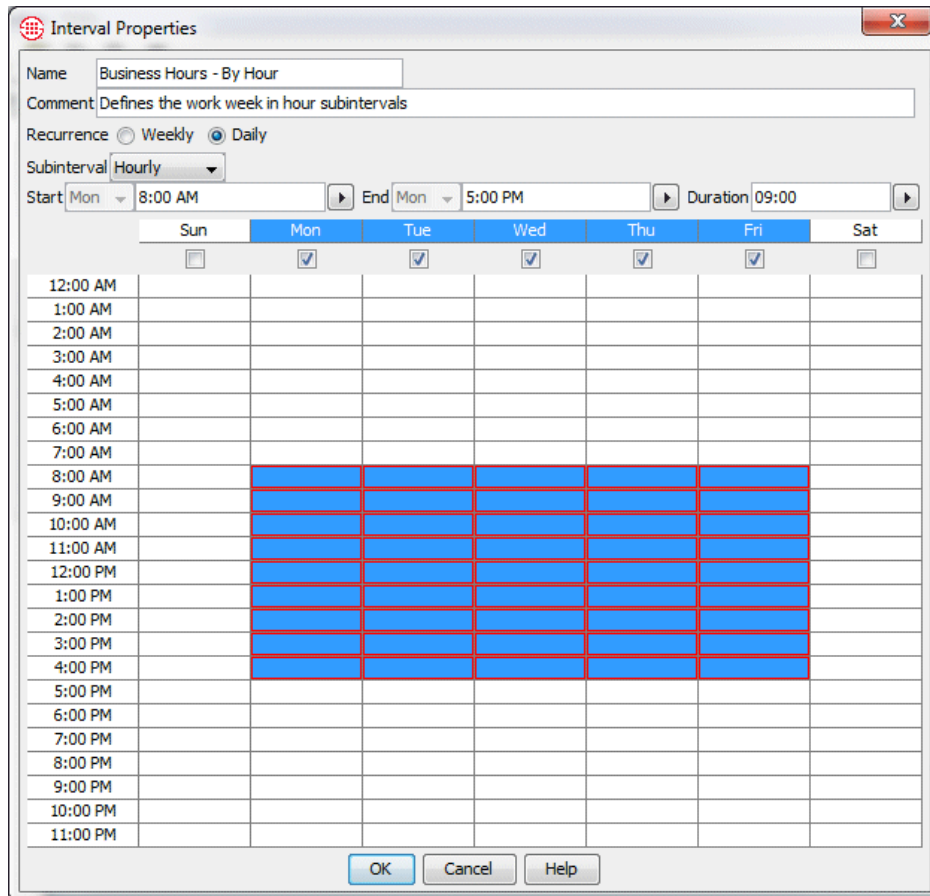 Interval Properties
Name Business Hours - By Hour
Comment Defines the work week in hour subintervals
Recurrence Weekly Daily
Subinterval Hourly
Start Mon 8:00 AM End Mon 5:00 PM Duration 09:00
Sun Mon Tue Wed Thu Fri Sat
12:00 AM
1:00 AM
2:00 AM
3:00 AM
4:00 AM
5:00 AM
6:00 AM
7:00 AM
8:00 AM
9:00 AM
10:00 AM
11:00 AM
12:00 PM
1:00 PM
2:00 PM
3:00 PM
4:00 PM
5:00 PM
6:00 PM
7:00 PM
8:00 PM
9:00 PM
10:00 PM
11:00 PM
OK Cancel Help